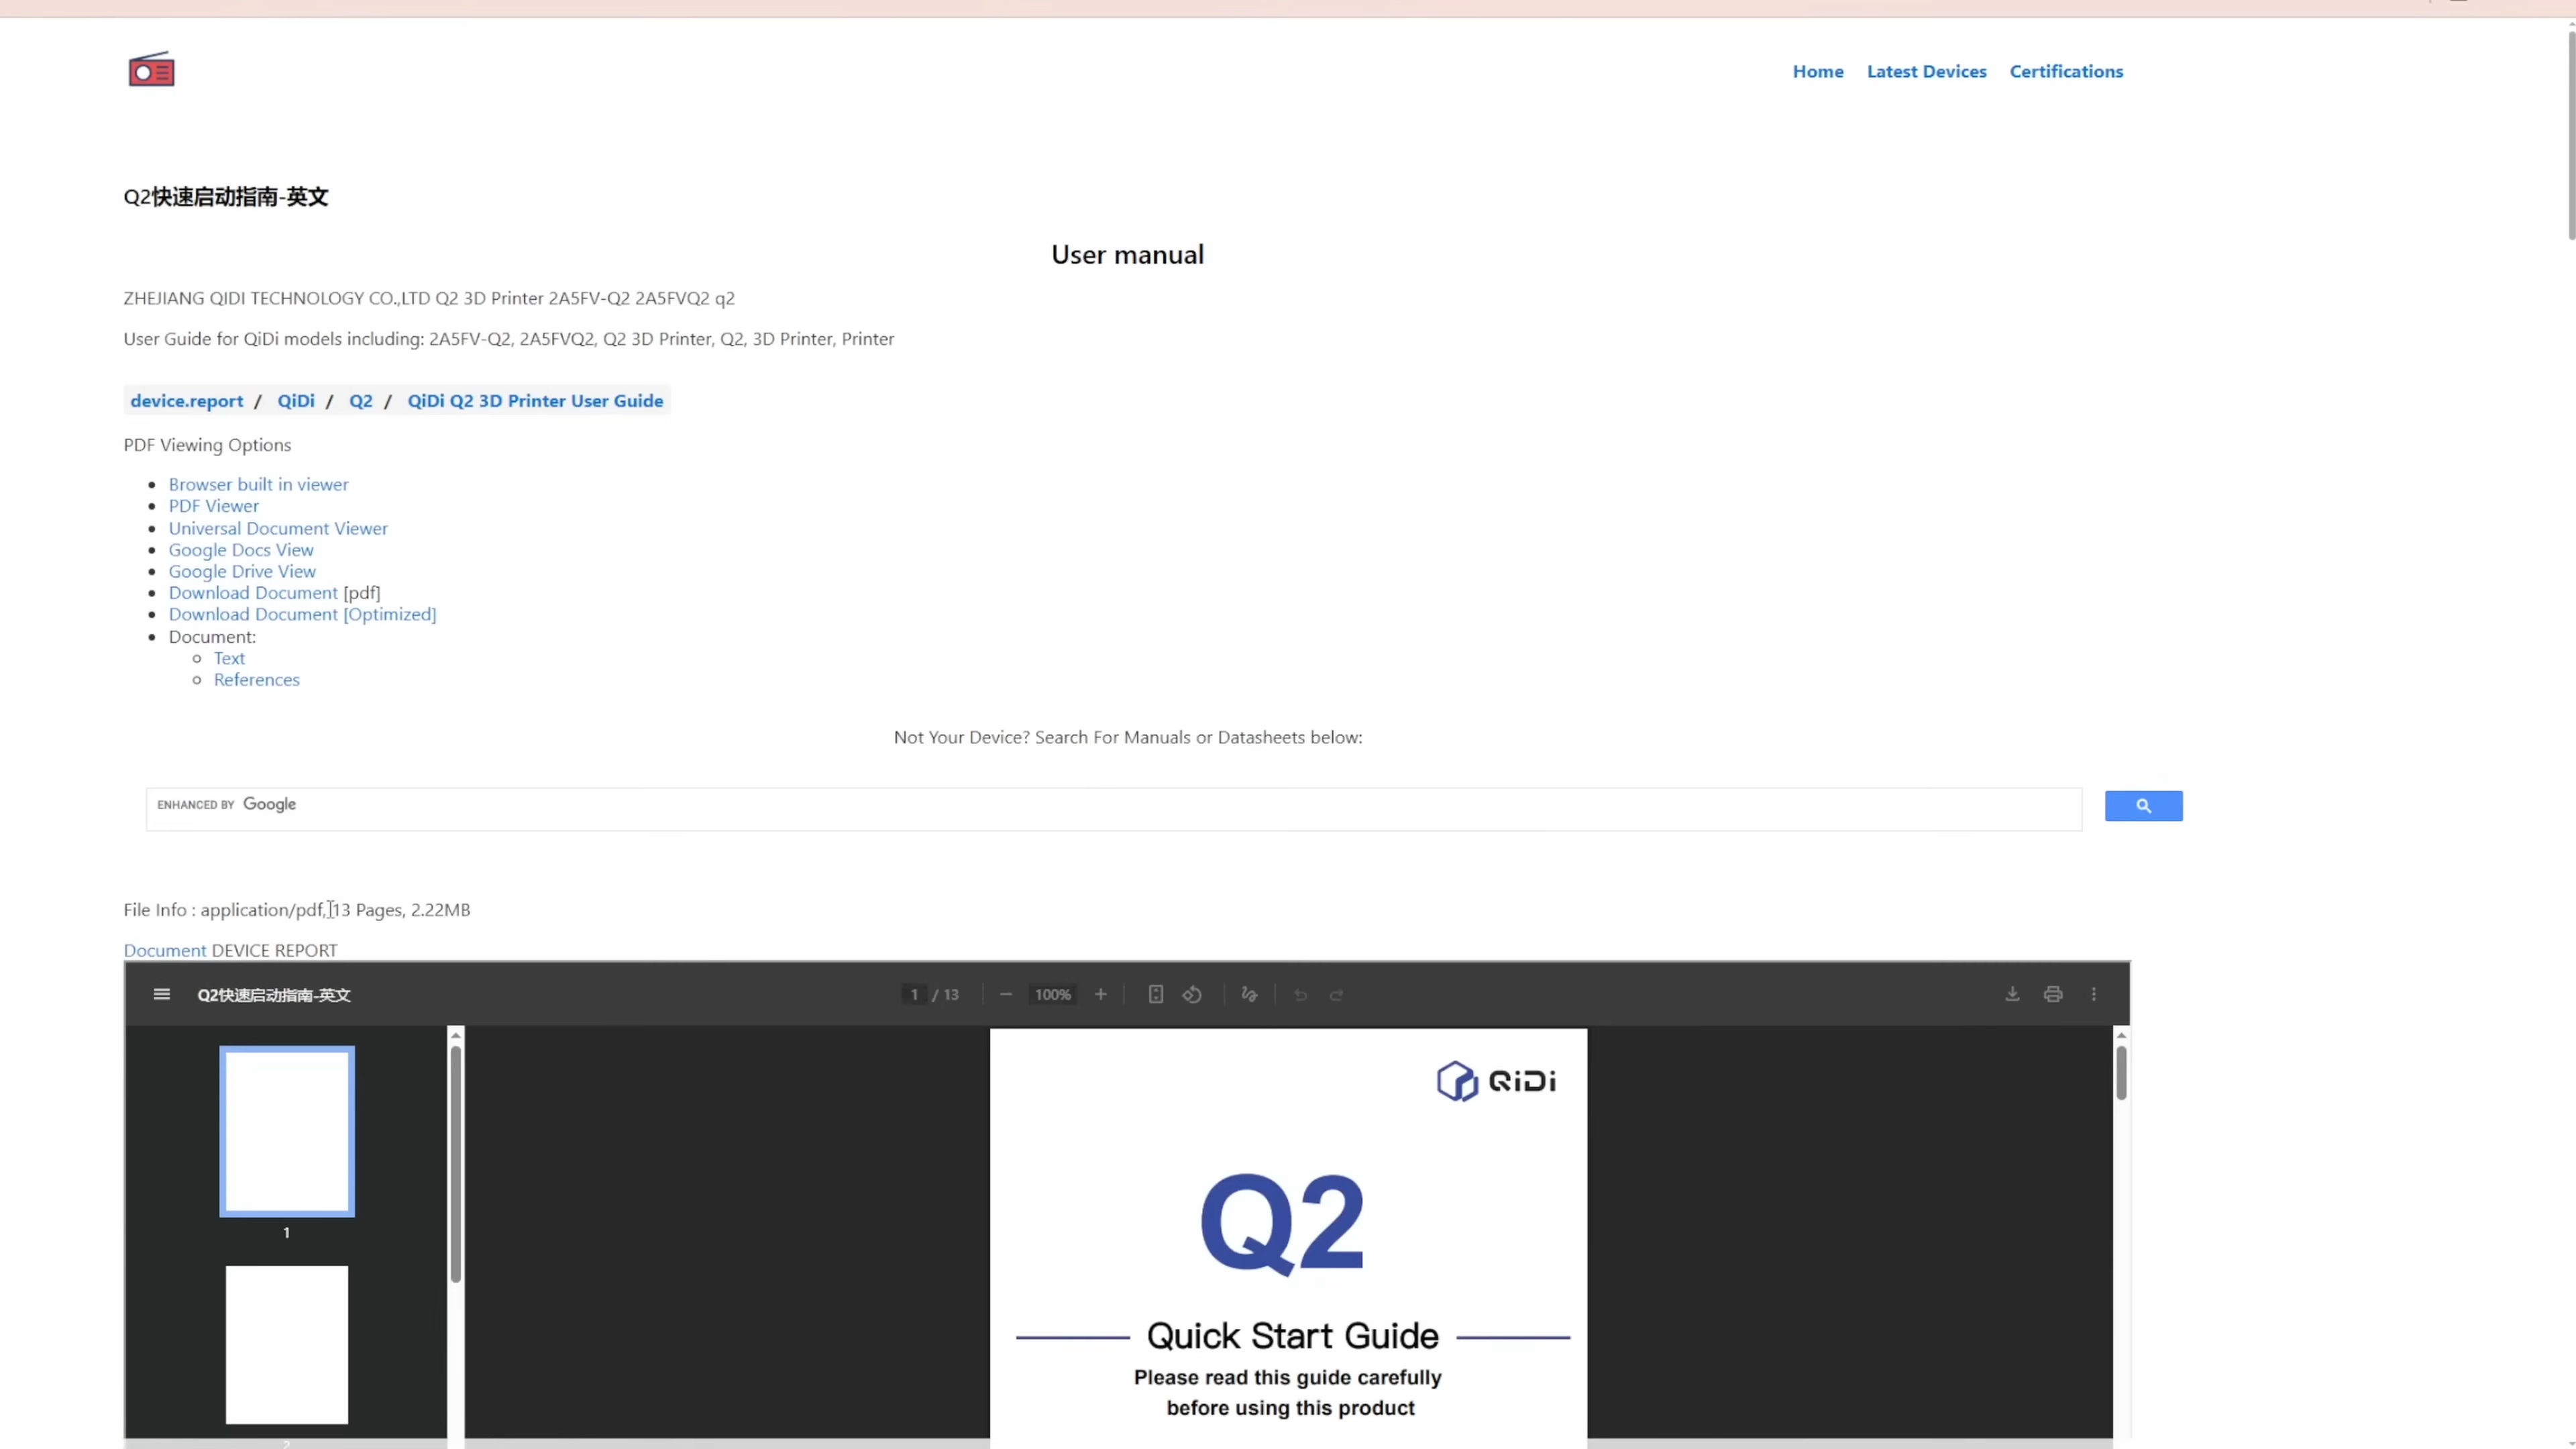 Home Latest Devices Certifications
Q2快速启动指南-英文
User manual
ZHEJIANG QIDI TECHNOLOGY CO.,LTD Q2 3D Printer 2A5FV-Q2 2A5FVQ2 q2
User Guide for QiDi models including: 2A5FV-Q2, 2A5FVQ2, Q2 3D Printer, Q2, 3D Printer, Printer
device.report / QiDi / Q2 / QiDi Q2 3D Printer User Guide
PDF Viewing Options
Browser built in viewer
PDF Viewer
Universal Document Viewer
Google Docs View
Google Drive View
Download Document [pdf]
Download Document [Optimized]
Document:
Text
References
Not Your Device? Search For Manuals or Datasheets below:
ENHANCED BY Google
File Info : application/pdf, 13 Pages, 2.22MB
Document DEVICE REPORT
Q2快速启动指南-英文 1 / 13 100%
1
2
QiDi
Q2
Quick Start Guide
Please read this guide carefully
before using this product